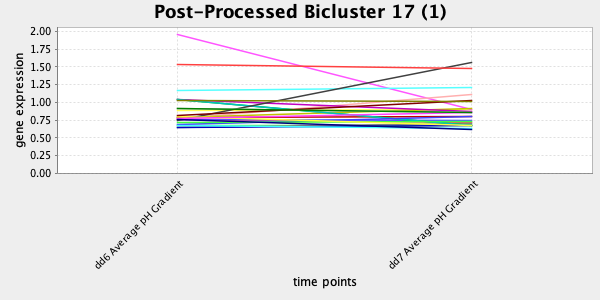 Post-Processed Bicluster 17 (1)
gene expression
2.00
1.75
1.50
1.25
1.00
0.75
0.50
0.25
0.00
dd6 Average pH Gradient
dd7 Average pH Gradient
time points